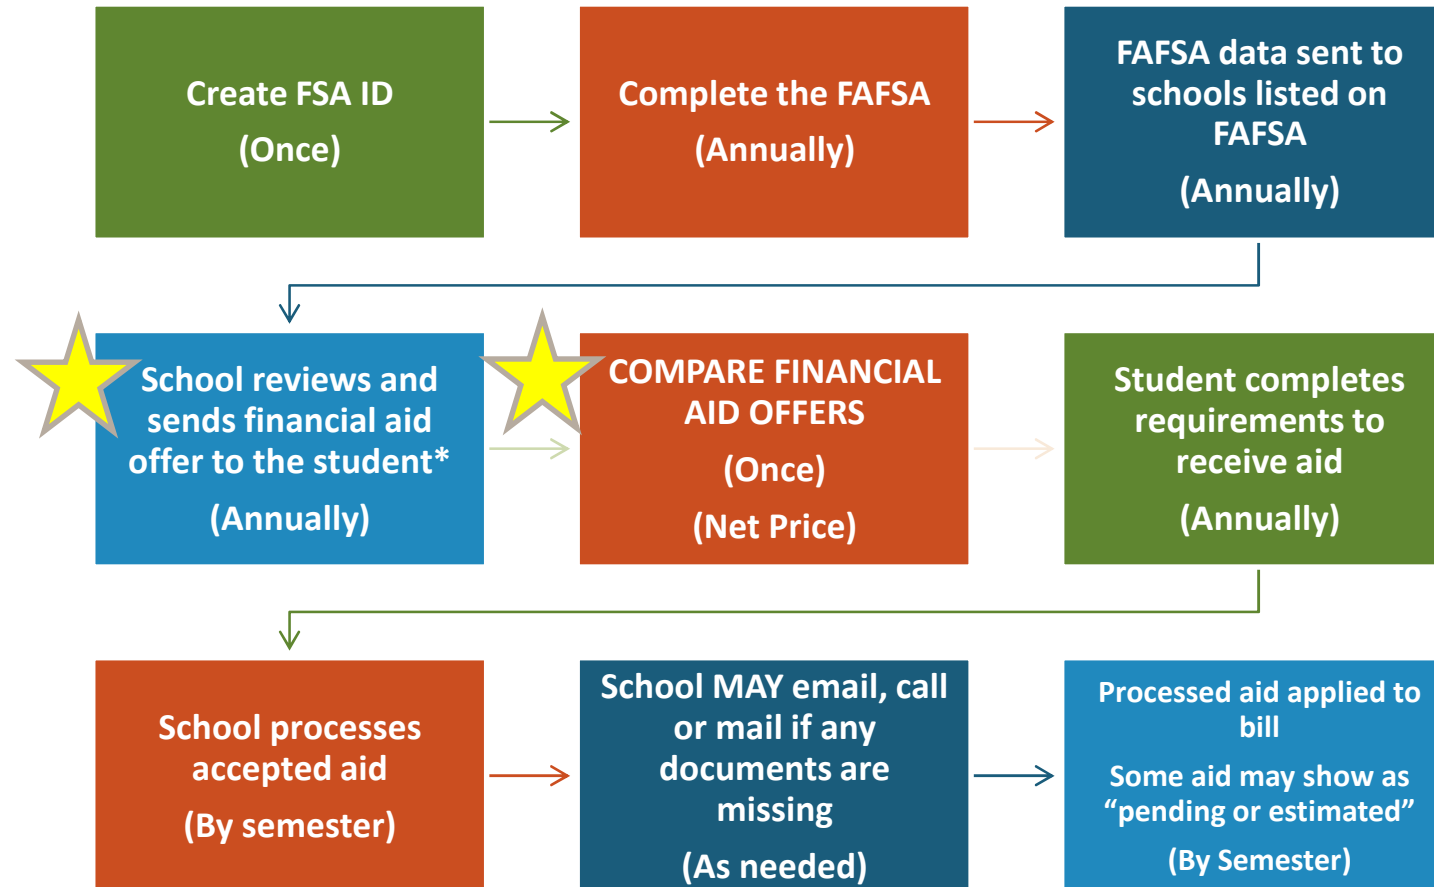 Create FSA ID
(Once)
Complete the FAFSA
(Annually)
FAFSA data sent to
schools listed on
FAFSA
(Annually)
School reviews and
sends financial aid
offer to the student*
(Annually)
COMPARE FINANCIAL
AID OFFERS
(Once)
(Net Price)
Student completes
requirements to
receive aid
(Annually)
School processes
accepted aid
(By semester)
School MAY email, call
or mail if any
documents are
missing
(As needed)
Processed aid applied to
bill
Some aid may show as
“pending or estimated”
(By Semester)